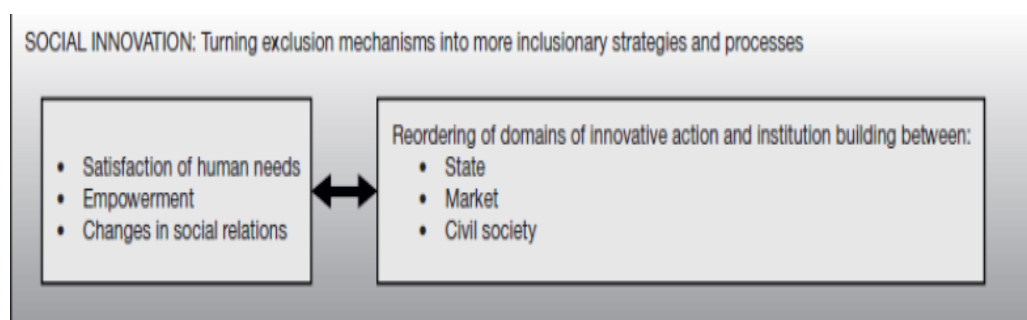 SOCIAL INNOVATION: Turning exclusion mechanisms into more inclusionary strategies and processes
• Satisfaction of human needs
• Empowerment
• Changes in social relations
Reordering of domains of innovative action and institution building between:
• State
• Market
• Civil society